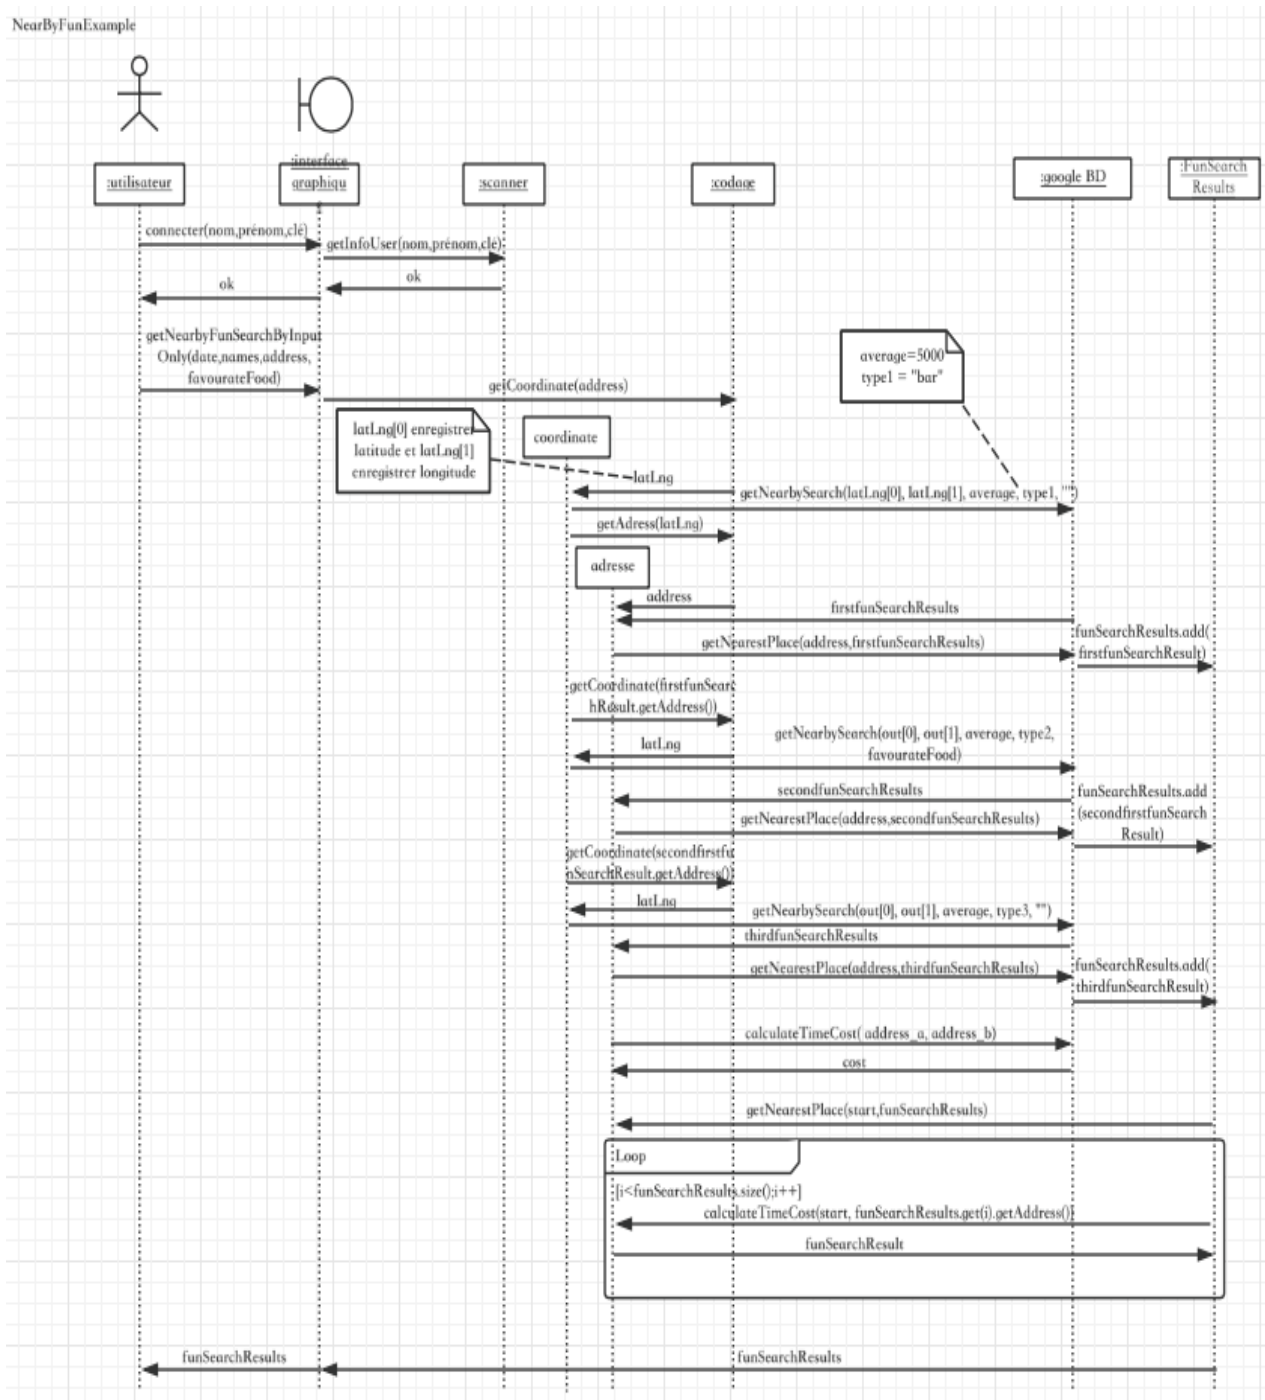 NearByFunExample
:interface
graphiqu
:utilisateur
:scanner
:codage
:google BD
:FunSearch
Results
connecter(nom,prénom,clé)
getInfoUser(nom,prénom,clé)
ok
ok
getNearbyFunSearchByInput
Only(date,names,address,
favourateFood)
getCoordinate(address)
average=5000
type1 = "bar"
latLng[0] enregistrer
latitude et latLng[1]
enregistrer longitude
coordinate
latLng
getNearbySearch(latLng[0], latLng[1], average, type1, "")
getAdress(latLng)
adresse
address
firstfunSearchResults
getNearestPlace(address,firstfunSearchResults)
funSearchResults.add(
firstfunSearchResult)
getCoordinate(firstfunSearc
hResult.getAddress())
latLng
getNearbySearch(out[0], out[1], average, type2,
favourateFood)
secondfunSearchResults
getNearestPlace(address,secondfunSearchResults)
funSearchResults.add
(secondfirstfunSearch
Result)
getCoordinate(secondfirstfu
nSearchResult.getAddress())
latLng
getNearbySearch(out[0], out[1], average, type3, "")
thirdfunSearchResults
getNearestPlace(address,thirdfunSearchResults)
funSearchResults.add(
thirdfunSearchResult)
calculateTimeCost( address_a, address_b)
cost
getNearestPlace(start,funSearchResults)
:Loop
[i<funSearchResults.size();i++]
calculateTimeCost(start, funSearchResults.get(i).getAddress())
funSearchResult
funSearchResults
funSearchResults